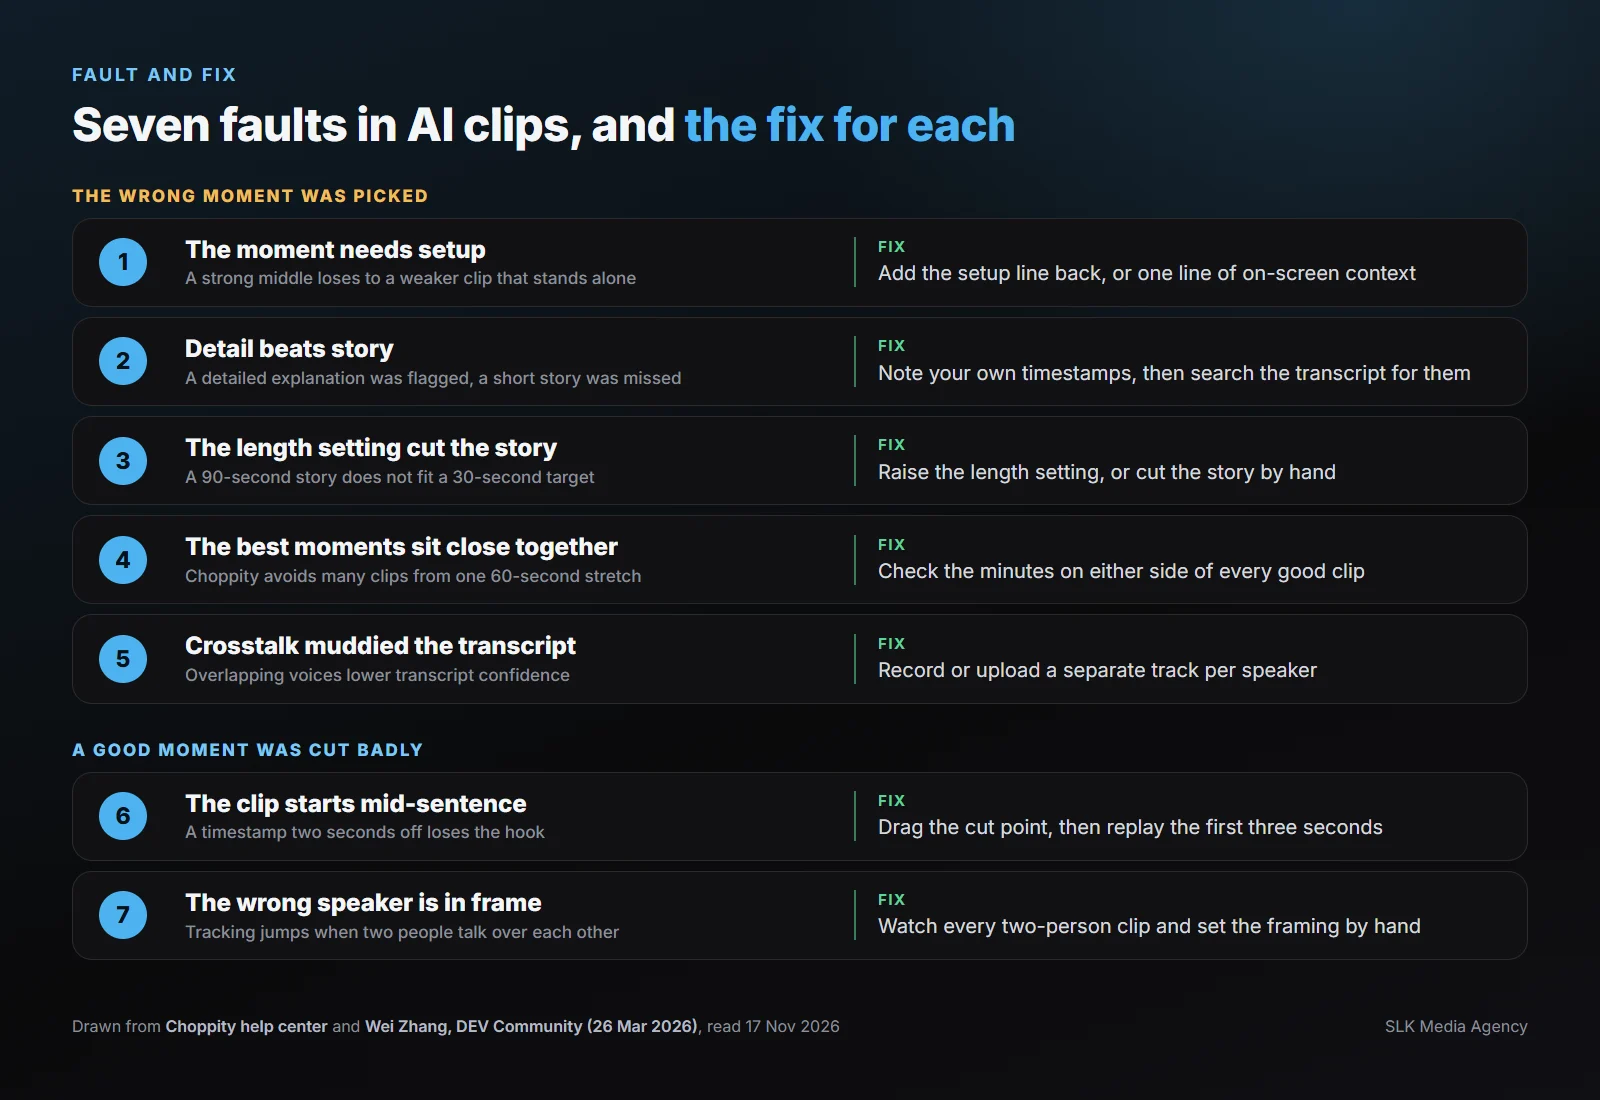 FAULT AND FIX
Seven faults in AI clips, and the fix for each
THE WRONG MOMENT WAS PICKED
1
The moment needs setup
A strong middle loses to a weaker clip that stands alone
FIX
Add the setup line back, or one line of on-screen context
2
Detail beats story
A detailed explanation was flagged, a short story was missed
FIX
Note your own timestamps, then search the transcript for them
3
The length setting cut the story
A 90-second story does not fit a 30-second target
FIX
Raise the length setting, or cut the story by hand
4
The best moments sit close together
Choppity avoids many clips from one 60-second stretch
FIX
Check the minutes on either side of every good clip
5
Crosstalk muddied the transcript
Overlapping voices lower transcript confidence
FIX
Record or upload a separate track per speaker
A GOOD MOMENT WAS CUT BADLY
6
The clip starts mid-sentence
A timestamp two seconds off loses the hook
FIX
Drag the cut point, then replay the first three seconds
7
The wrong speaker is in frame
Tracking jumps when two people talk over each other
FIX
Watch every two-person clip and set the framing by hand
Drawn from Choppity help center and Wei Zhang, DEV Community (26 Mar 2026), read 17 Nov 2026
SLK Media Agency